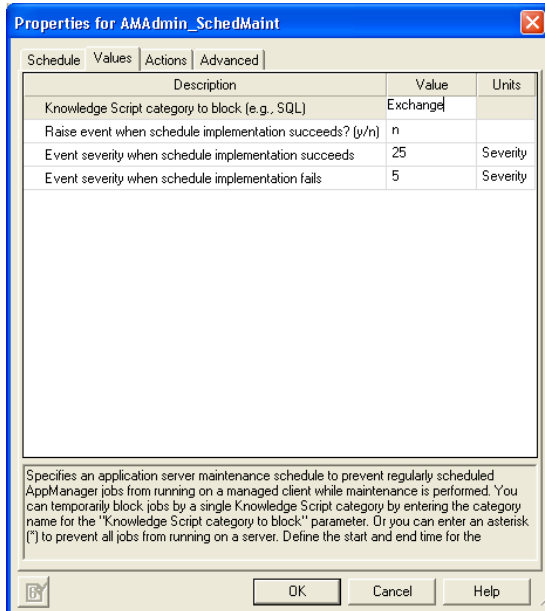 Properties for AMAdmin_SchedMaint
Schedule Values Actions Advanced
Description Value Units
Knowledge Script category to block (e.g., SQL) Exchange
Raise event when schedule implementation succeeds? (y/n) n
Event severity when schedule implementation succeeds 25 Severity
Event severity when schedule implementation fails 5 Severity
Specifies an application server maintenance schedule to prevent regularly scheduled
AppManager jobs from running on a managed client while maintenance is performed. You
can temporarily block jobs by a single Knowledge Script category by entering the category
name for the "Knowledge Script category to block" parameter. Or you can enter an asterisk
(*) to prevent all jobs from running on a server. Define the start and end time for the
OK Cancel Help